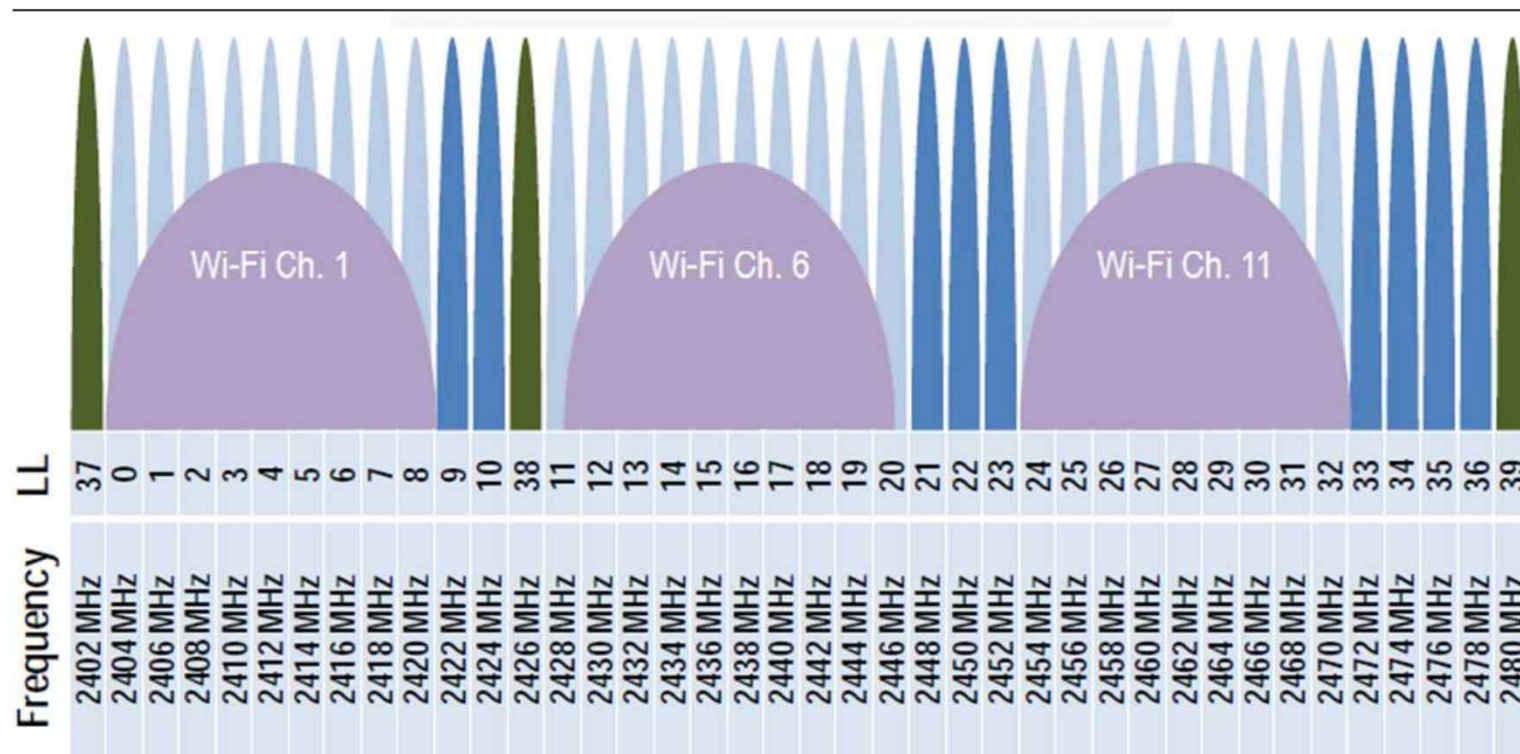 Wi-Fi Ch. 1 Wi-Fi Ch. 6 Wi-Fi Ch. 11
LL 37 0 1 2 3 4 5 6 7 8 9 10 38 11 12 13 14 15 16 17 18 19 20 21 22 23 24 25 26 27 28 29 30 31 32 33 34 35 36 39
Frequency 2402 MHz 2404 MHz 2406 MHz 2408 MHz 2410 MHz 2412 MHz 2414 MHz 2416 MHz 2418 MHz 2420 MHz 2422 MHz 2424 MHz 2426 MHz 2428 MHz 2430 MHz 2432 MHz 2434 MHz 2436 MHz 2438 MHz 2440 MHz 2442 MHz 2444 MHz 2446 MHz 2448 MHz 2450 MHz 2452 MHz 2454 MHz 2456 MHz 2458 MHz 2460 MHz 2462 MHz 2464 MHz 2466 MHz 2468 MHz 2470 MHz 2472 MHz 2474 MHz 2476 MHz 2478 MHz 2480 MHz